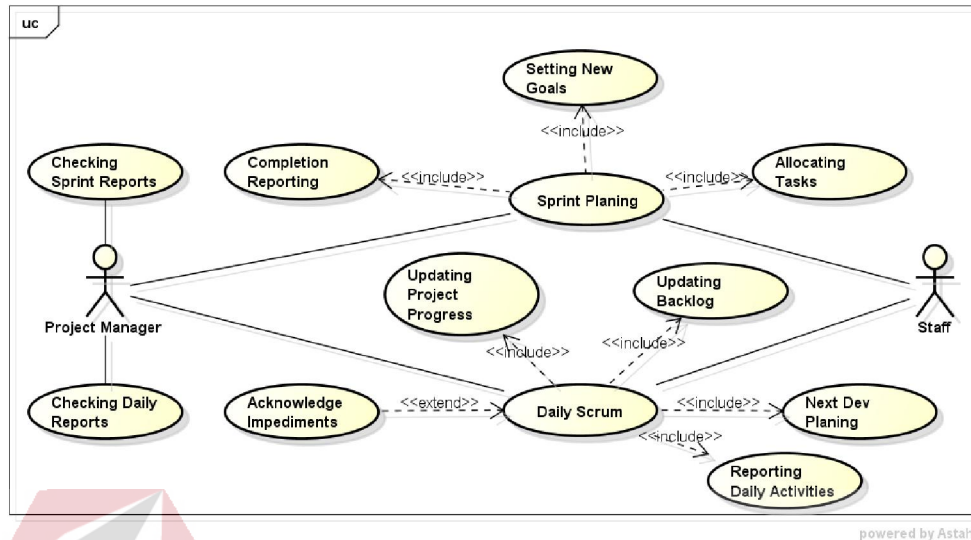 uc
Setting New
Goals
<<include>>
Checking
Sprint Reports
Completion
Reporting
<<include>>
Sprint Planing
<<include>>
Allocating
Tasks
Updating
Project
Progress
Updating
Backlog
Project Manager
Staff
<<include>>
<<include>>
Checking Daily
Reports
Acknowledge
Impediments
<<extend>>
Daily Scrum
<<include>>
Next Dev
Planing
<<include>>
Reporting
Daily Activities
powered by Astah